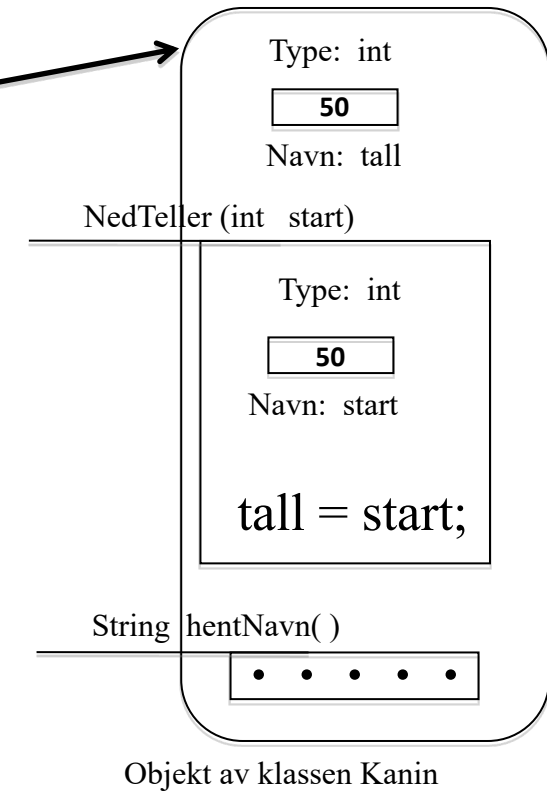 Type: int
50
Navn: tall
NedTeller (int start)
Type: int
50
Navn: start
tall = start;
String hentNavn( )
• • • • •
Objekt av klassen Kanin